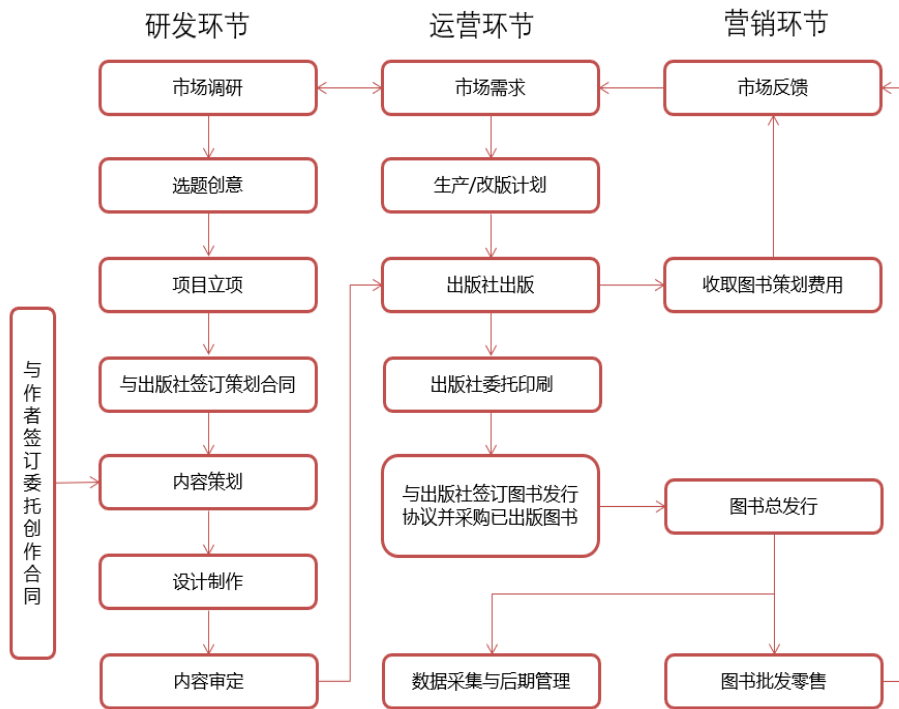 研发环节
运营环节
营销环节
市场调研
市场需求
市场反馈
选题创意
生产/改版计划
项目立项
出版社出版
收取图书策划费用
与作者签订委托创作合同
与出版社签订策划合同
出版社委托印刷
内容策划
与出版社签订图书发行
协议并采购已出版图书
图书总发行
设计制作
内容审定
数据采集与后期管理
图书批发零售